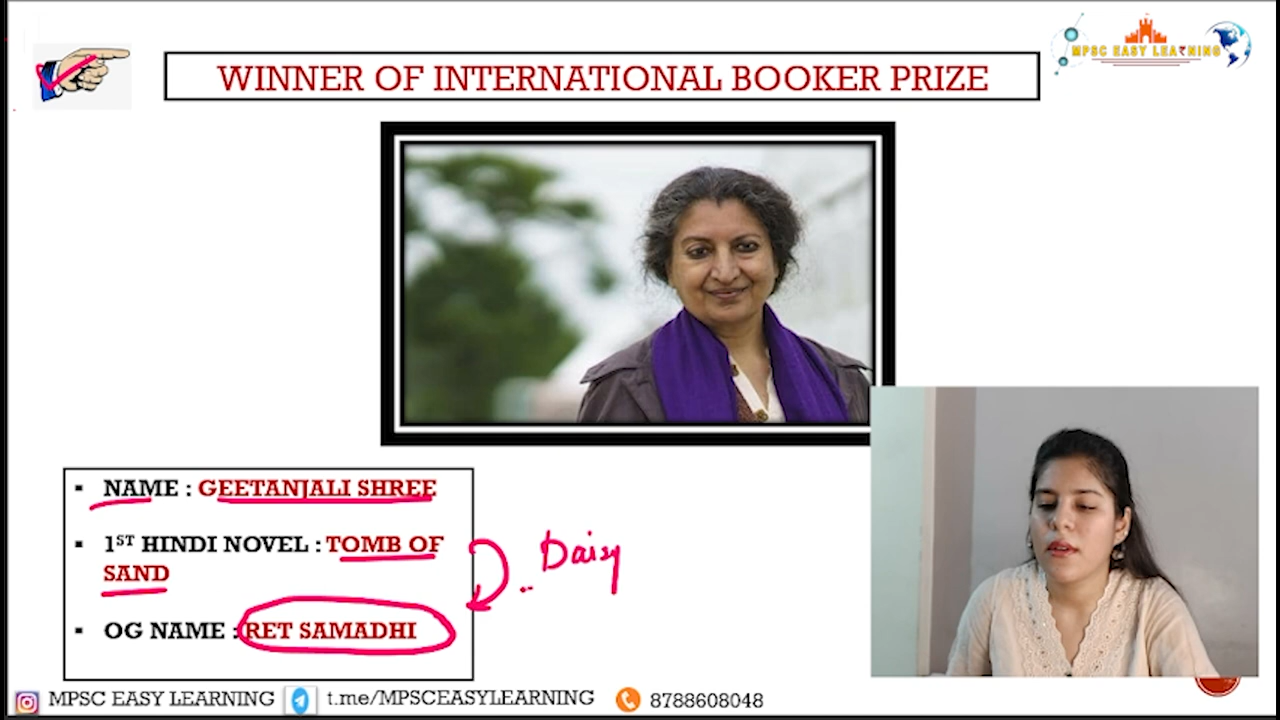 MPSC EASY LEARNING
WINNER OF INTERNATIONAL BOOKER PRIZE
▪ NAME : GEETANJALI SHREE
▪ 1ST HINDI NOVEL : TOMB OF
SAND
Daisy
▪ OG NAME : RET SAMADHI
MPSC EASY LEARNING t.me/MPSCEASYLEARNING 8788608048